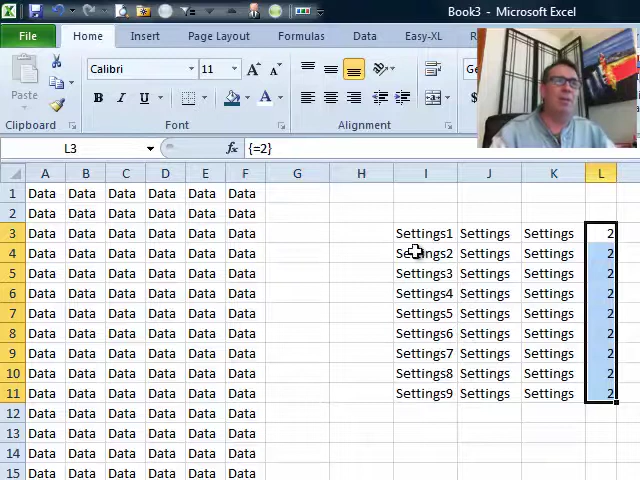 Book3 - Microsoft Excel
File Home Insert Page Layout Formulas Data Easy-XL
Paste
Calibri 11
B I U A
Clipboard Font Alignment
L3 fx {=2}
A B C D E F G H I J K L
1 Data Data Data Data Data Data
2 Data Data Data Data Data Data
3 Data Data Data Data Data Data Settings1 Settings Settings 2
4 Data Data Data Data Data Data Settings2 Settings Settings 2
5 Data Data Data Data Data Data Settings3 Settings Settings 2
6 Data Data Data Data Data Data Settings4 Settings Settings 2
7 Data Data Data Data Data Data Settings5 Settings Settings 2
8 Data Data Data Data Data Data Settings6 Settings Settings 2
9 Data Data Data Data Data Data Settings7 Settings Settings 2
10 Data Data Data Data Data Data Settings8 Settings Settings 2
11 Data Data Data Data Data Data Settings9 Settings Settings 2
12 Data Data Data Data Data Data
13 Data Data Data Data Data Data
14 Data Data Data Data Data Data
15 Data Data Data Data Data Data